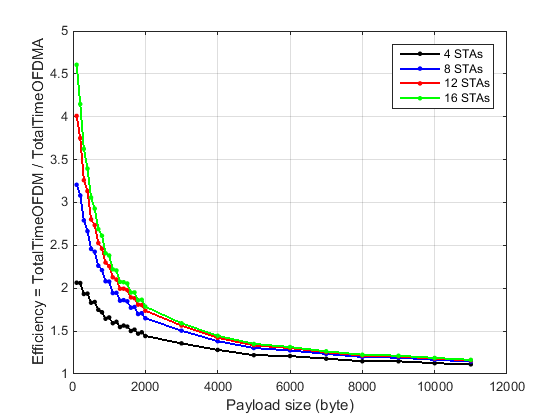 Efficiency = TotalTimeOFDM / TotalTimeOFDMA
5
4.5
4
3.5
3
2.5
2
1.5
1
4 STAs
8 STAs
12 STAs
16 STAs
0
2000
4000
6000
8000
10000
12000
Payload size (byte)